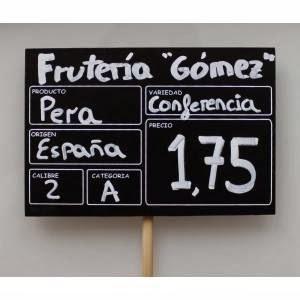 Frutería "Gómez"
PRODUCTO
Pera
VARIEDAD
Conferencia
ORIGEN
España
PRECIO
1,75
CALIBRE
2
CATEGORIA
A